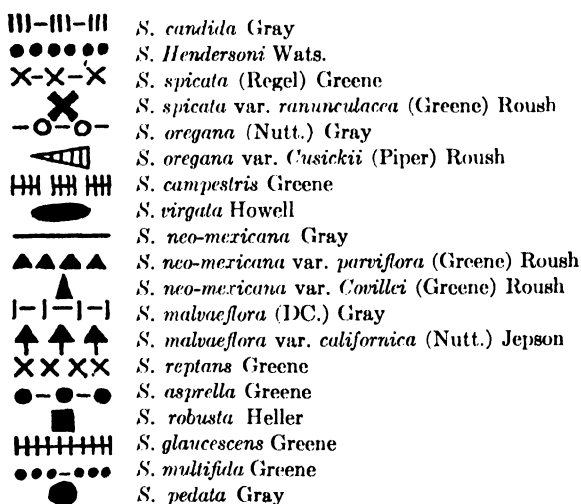 S. candida Gray
S. Hendersoni Wats.
S. spicata (Regel) Greene
S. spicata var. ranunculacea (Greene) Roush
S. oregana (Nutt.) Gray
S. oregana var. Cusickii (Piper) Roush
S. campestris Greene
S. virgata Howell
S. neo-mexicana Gray
S. neo-mexicana var. parviflora (Greene) Roush
S. neo-mexicana var. Covillei (Greene) Roush
S. malvaeflora (DC.) Gray
S. malvaeflora var. californica (Nutt.) Jepson
S. reptans Greene
S. asprella Greene
S. robusta Heller
S. glaucescens Greene
S. multifida Greene
S. pedata Gray